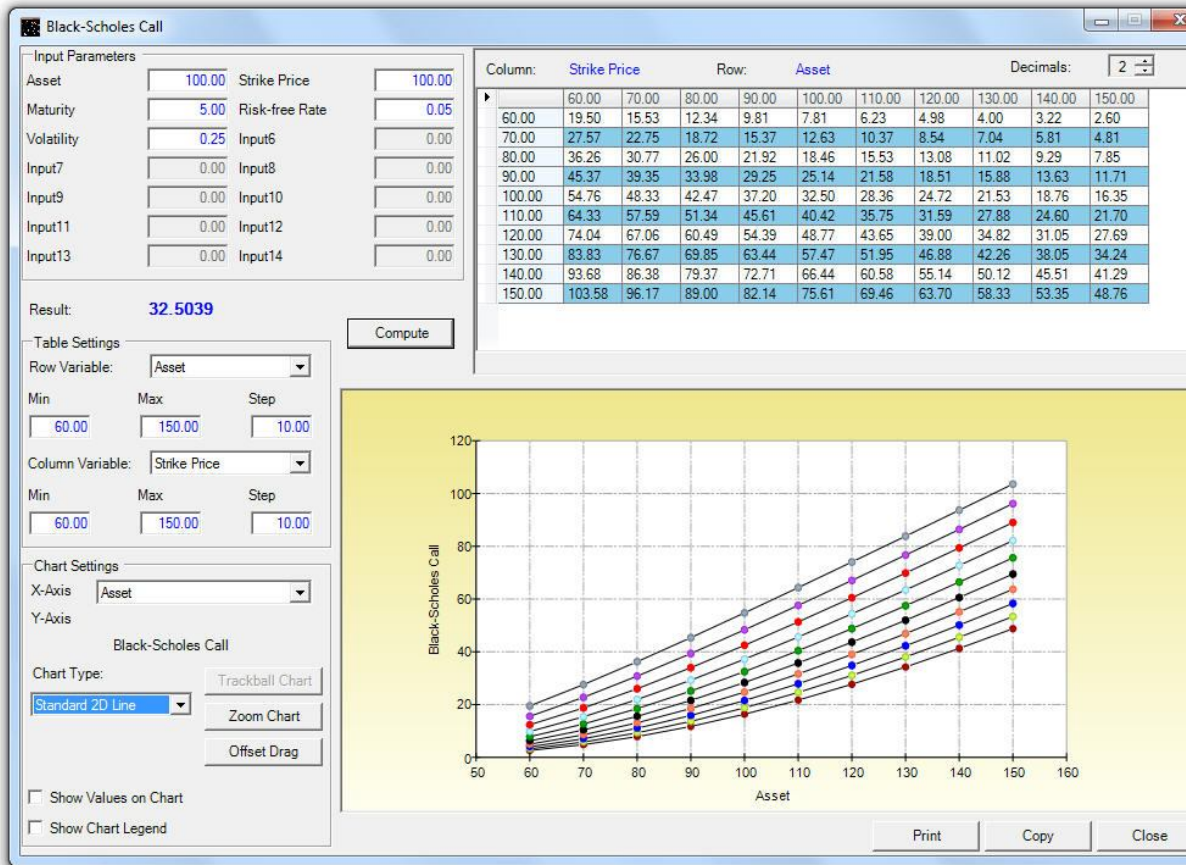 Black-Scholes Call
Input Parameters
Asset 100.00 Strike Price 100.00
Maturity 5.00 Risk-free Rate 0.05
Volatility 0.25 Input6 0.00
Input7 0.00 Input8 0.00
Input9 0.00 Input10 0.00
Input11 0.00 Input12 0.00
Input13 0.00 Input14 0.00
Result: 32.5039
Compute
Table Settings
Row Variable: Asset
Min Max Step
60.00 150.00 10.00
Column Variable: Strike Price
Min Max Step
60.00 150.00 10.00
Chart Settings
X-Axis Asset
Y-Axis
Black-Scholes Call
Chart Type:
Standard 2D Line
Trackball Chart
Zoom Chart
Offset Drag
Show Values on Chart
Show Chart Legend
Column: Strike Price Row: Asset Decimals: 2
60.00 70.00 80.00 90.00 100.00 110.00 120.00 130.00 140.00 150.00
60.00 19.50 15.53 12.34 9.81 7.81 6.23 4.98 4.00 3.22 2.60
70.00 27.57 22.75 18.72 15.37 12.63 10.37 8.54 7.04 5.81 4.81
80.00 36.26 30.77 26.00 21.92 18.46 15.53 13.08 11.02 9.29 7.85
90.00 45.37 39.35 33.98 29.25 25.14 21.58 18.51 15.88 13.63 11.71
100.00 54.76 48.33 42.47 37.20 32.50 28.36 24.72 21.53 18.76 16.35
110.00 64.33 57.59 51.34 45.61 40.42 35.75 31.59 27.88 24.60 21.70
120.00 74.04 67.06 60.49 54.39 48.77 43.65 39.00 34.82 31.05 27.69
130.00 83.83 76.67 69.85 63.44 57.47 51.95 46.88 42.26 38.05 34.24
140.00 93.68 86.38 79.37 72.71 66.44 60.58 55.14 50.12 45.51 41.29
150.00 103.58 96.17 89.00 82.14 75.61 69.46 63.70 58.33 53.35 48.76
Black-Scholes Call
120
100
80
60
40
20
0
50 60 70 80 90 100 110 120 130 140 150 160
Asset
Print Copy Close